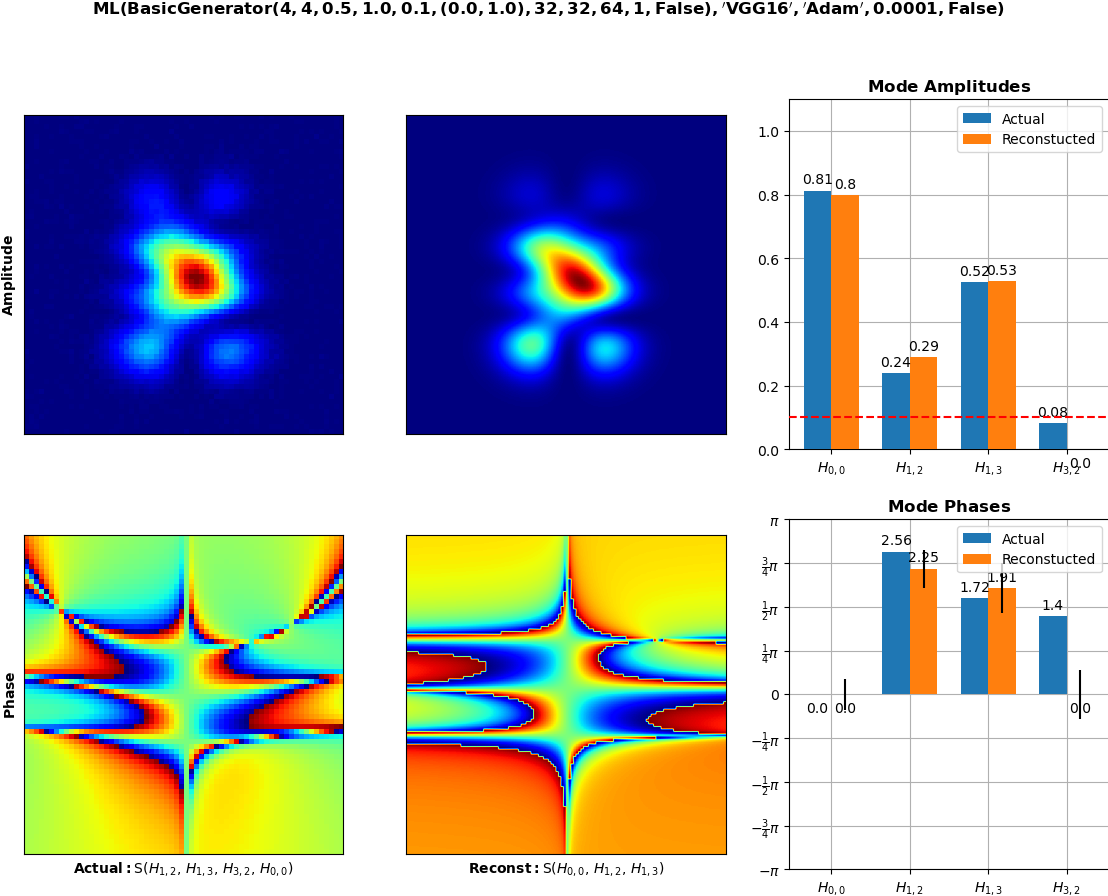 ML(BasicGenerator(4, 4, 0.5, 1.0, 0.1, (0.0, 1.0), 32, 32, 64, 1, False), ′VGG16′, ′Adam′, 0.0001, False)
Amplitude
Mode Amplitudes
Actual
Reconstucted
1.0
0.8
0.6
0.4
0.2
0.0
0.81
0.8
0.24
0.29
0.52
0.53
0.08
0.0
H0,0
H1,2
H1,3
H3,2
Phase
Actual: S(H1,2, H1,3, H3,2, H0,0)
Reconst: S(H0,0, H1,2, H1,3)
Mode Phases
Actual
Reconstucted
π
3/4π
1/2π
1/4π
0
−1/4π
−1/2π
−3/4π
−π
0.0
0.0
2.56
2.25
1.72
1.91
1.4
0.0
H0,0
H1,2
H1,3
H3,2